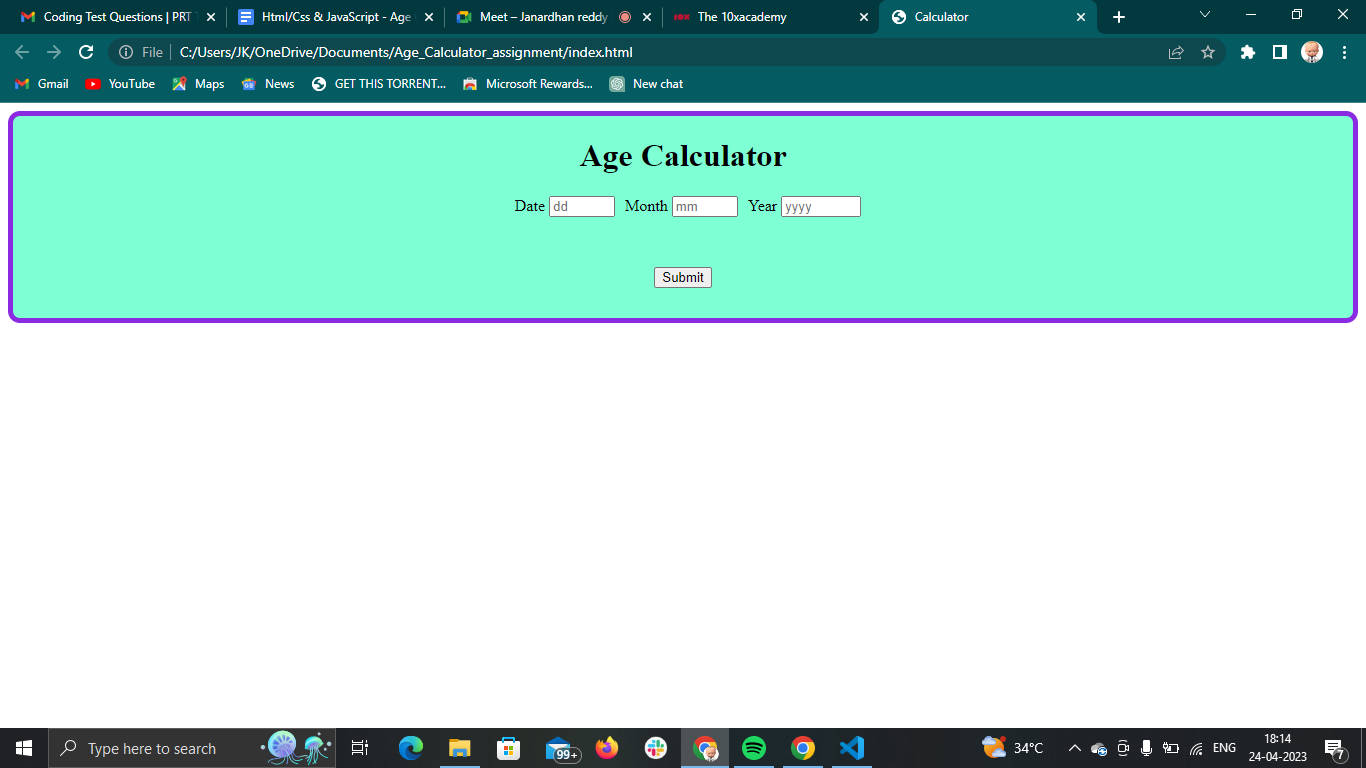 Coding Test Questions | PRT
Html/Css & JavaScript - Age
Meet – Janardhan reddy
The 10xacademy
Calculator
File
C:/Users/JK/OneDrive/Documents/Age_Calculator_assignment/index.html
Gmail
YouTube
Maps
News
GET THIS TORRENT...
Microsoft Rewards...
New chat
Age Calculator
Date dd Month mm Year yyyy
Submit
Type here to search
99+
34°C
ENG
18:14
24-04-2023
7